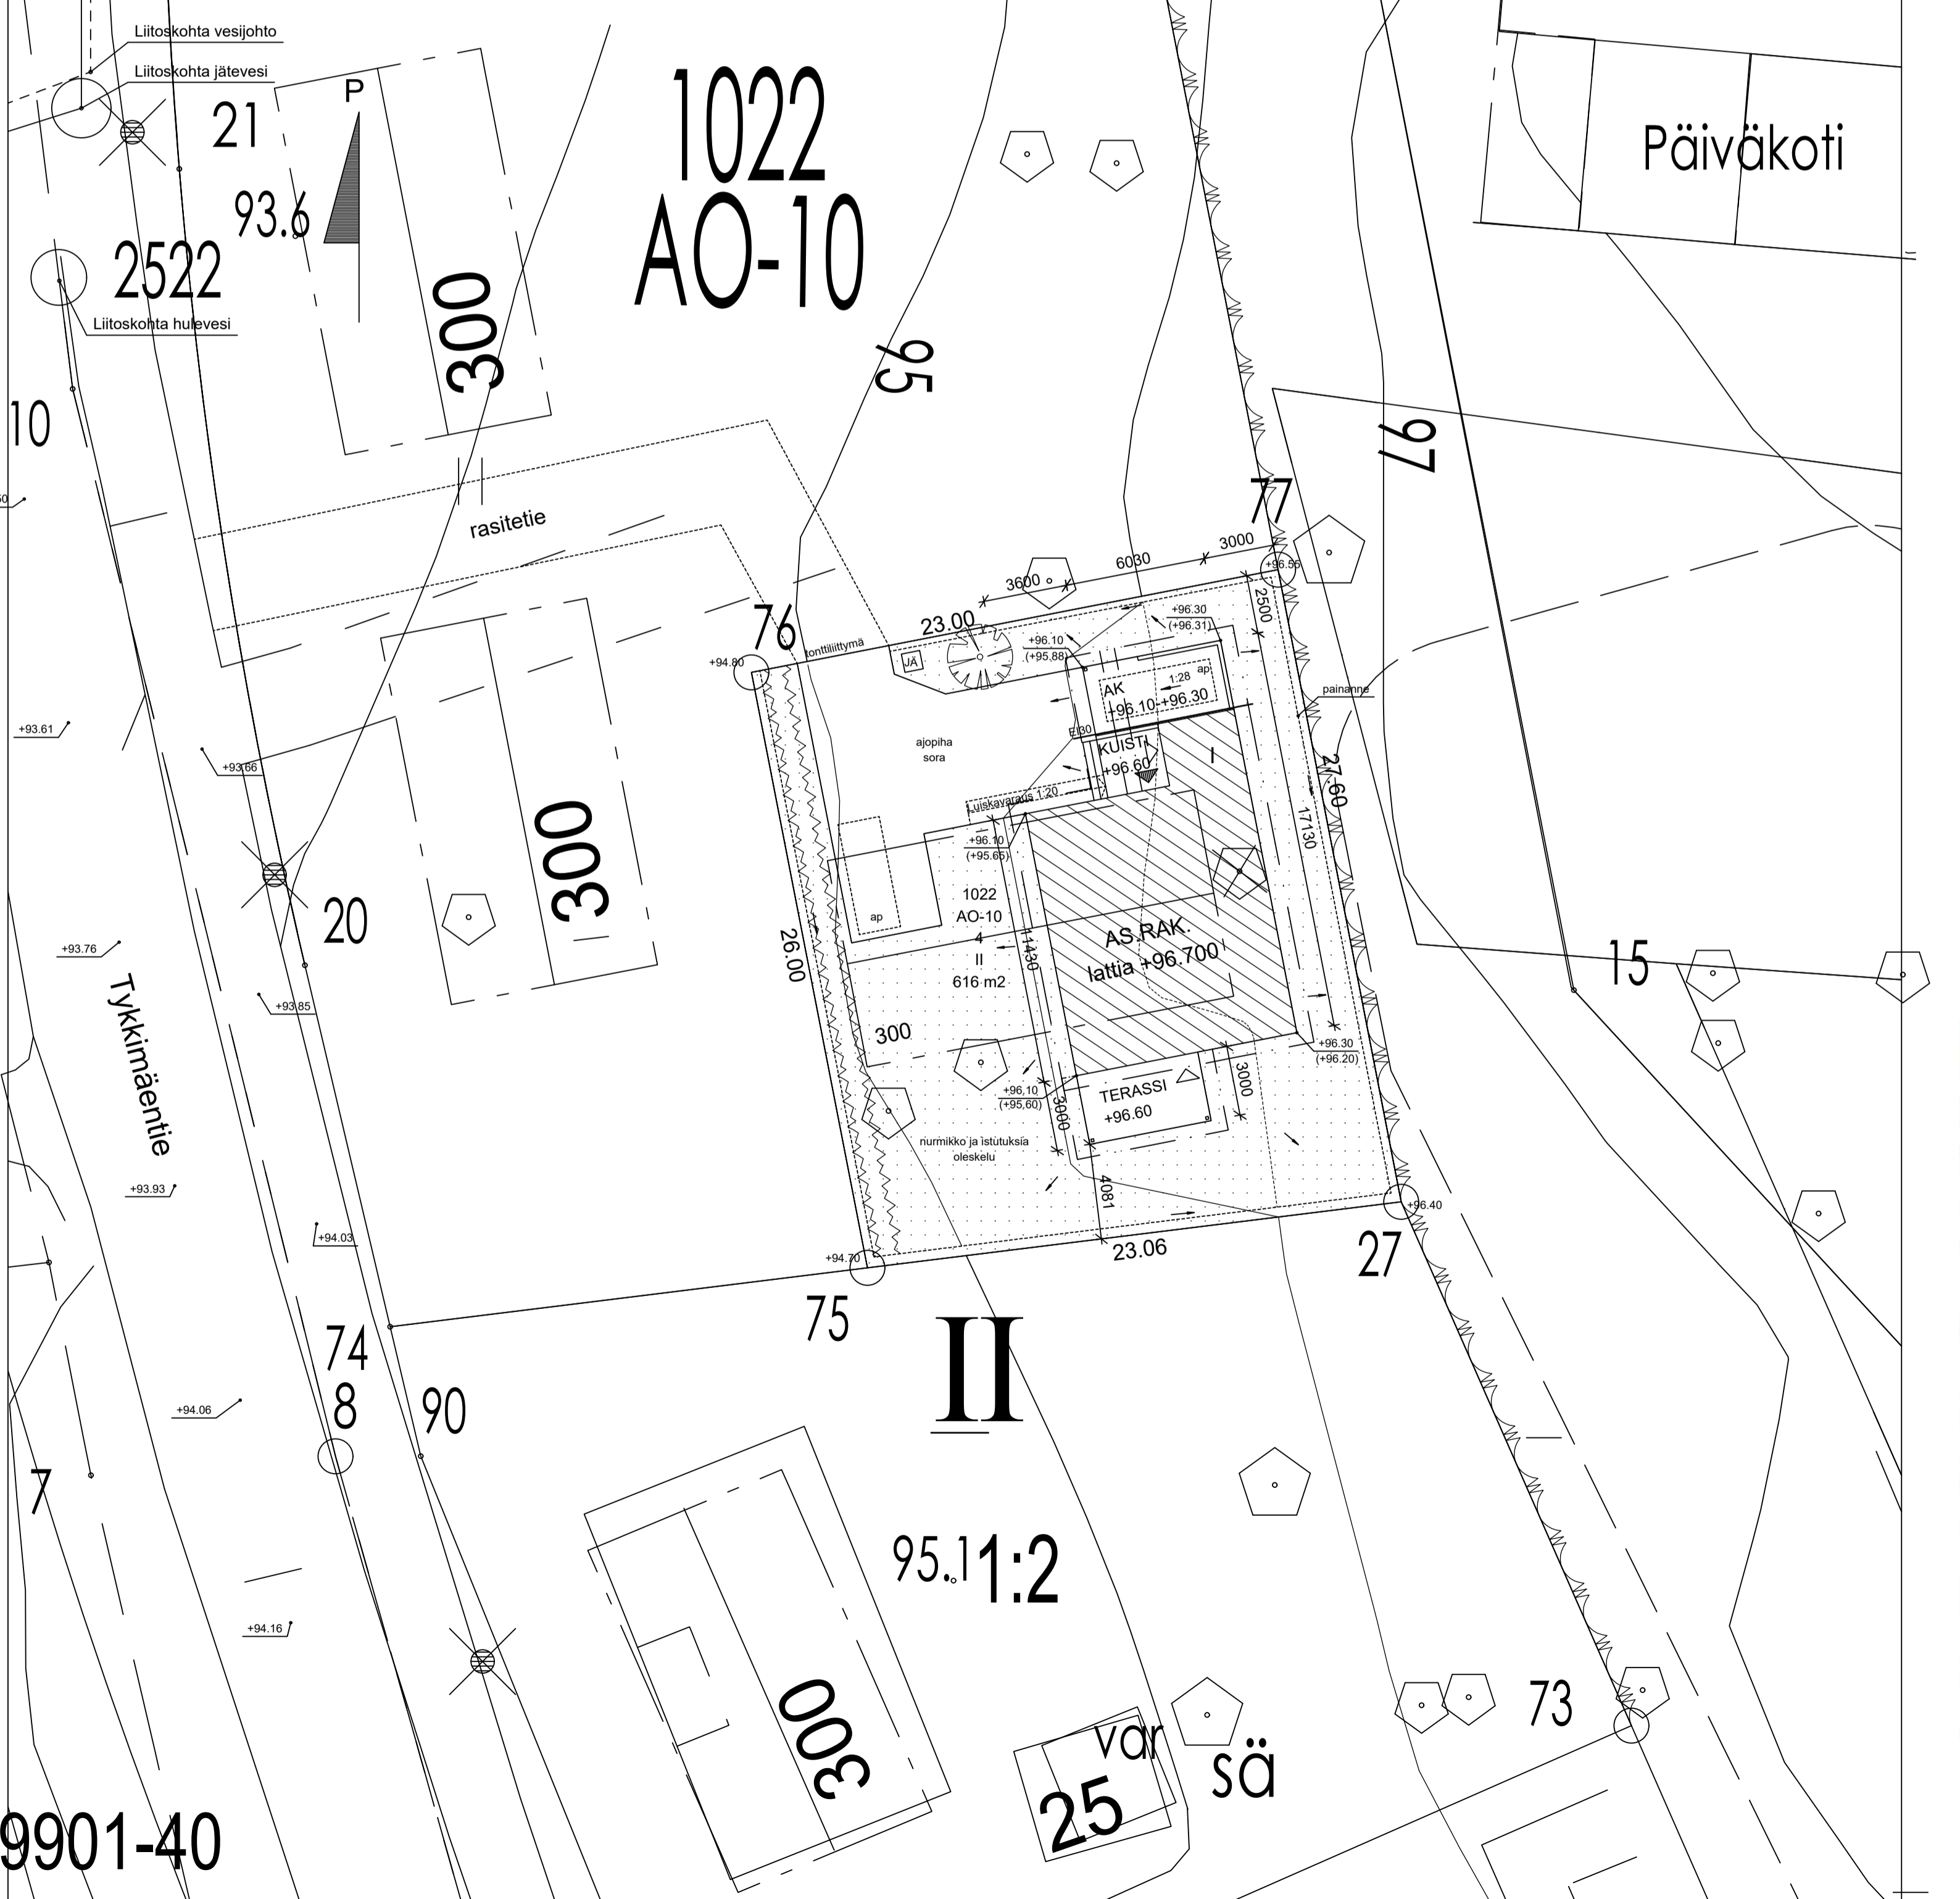 Liitoskohta vesijohto
Liitoskohta jätevesi
21
P
93.6
2522
Liitoskohta hulevesi
300
1022
AO-10
Päiväkoti
95
97
10
rasitetie
77
76
3000
6030
3600
23.00
+96.55
2500
+94.80
tonttiliittymä
JÄ
+96.30
(+96.31)
+96.10
(+95,88)
AK
1:28
ap
+96.10-+96.30
painanne
EI30
KUISTI
+96.60
I
ajopiha
sora
Luiskavaraus 1:20
27.60
17130
+93.61
+93.66
300
20
+96.10
(+95.65)
ap
1022
AO-10
4
II
616 m2
11430
AS.RAK.
lattia +96.700
26.00
15
+93.76
+93.85
Tykkimäentie
300
+96.30
(+96.20)
+96,10
(+95,60)
3000
TERASSI
+96.60
3000
nurmikko ja istutuksia
oleskelu
4081
+93.93
+94.03
+96.40
+94.70
23.06
27
75
II
74
8
90
+94.06
7
95.1
1:2
+94.16
300
73
var
sä
25
9901-40